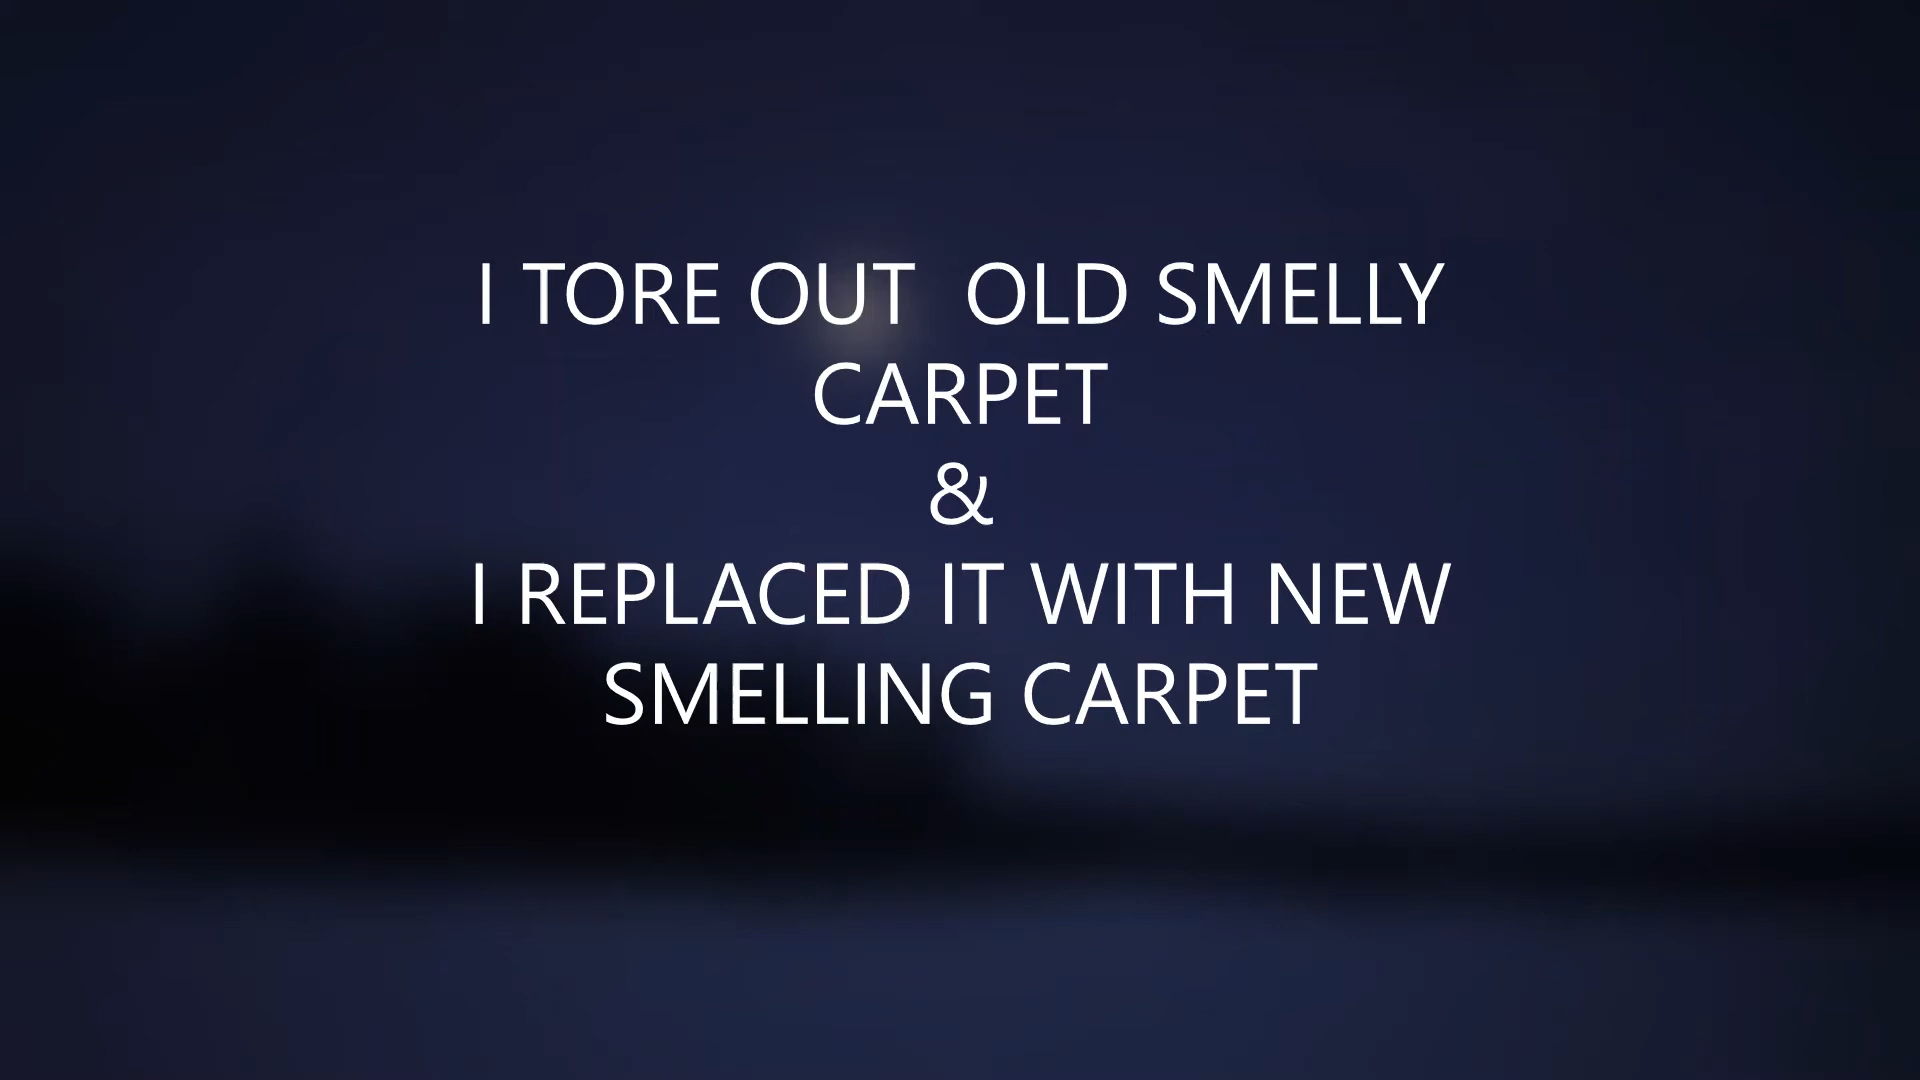 I TORE OUT  OLD SMELLY
CARPET
&
I REPLACED IT WITH NEW
SMELLING CARPET